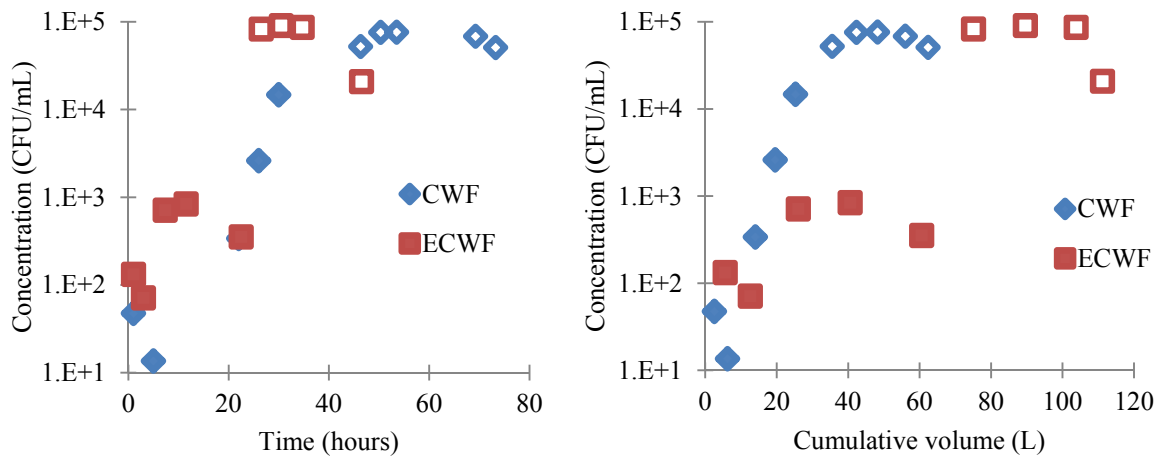 Concentration (CFU/mL)
1.E+5
1.E+4
1.E+3
1.E+2
1.E+1
0
20
40
60
80
Time (hours)
CWF
ECWF
Concentration (CFU/mL)
1.E+5
1.E+4
1.E+3
1.E+2
1.E+1
0
20
40
60
80
100
120
Cumulative volume (L)
CWF
ECWF